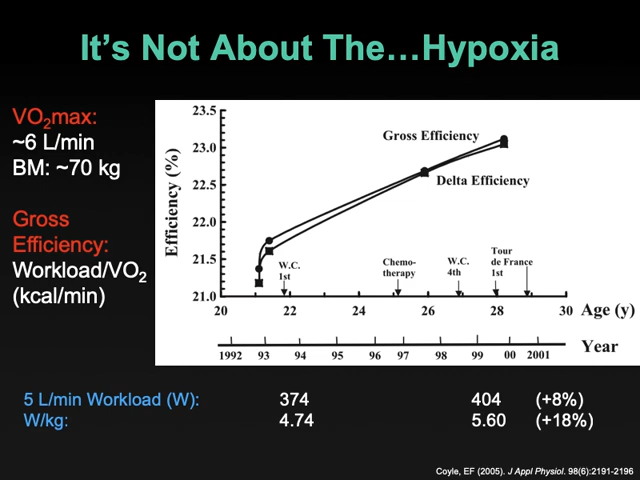 It's Not About The…Hypoxia
VO2max:
~6 L/min
BM: ~70 kg
Gross
Efficiency:
Workload/VO2
(kcal/min)
23.5
23.0
22.5
22.0
21.5
21.0
Efficiency (%)
Gross Efficiency
Delta Efficiency
W.C.
1st
Chemo-
therapy
W.C.
4th
Tour
de France
1st
20 22 24 26 28 30 Age (y)
1992 93 94 95 96 97 98 99 00 2001 Year
5 L/min Workload (W): 374 404 (+8%)
W/kg: 4.74 5.60 (+18%)
Coyle, EF (2005). J Appl Physiol. 98(6):2191-2196